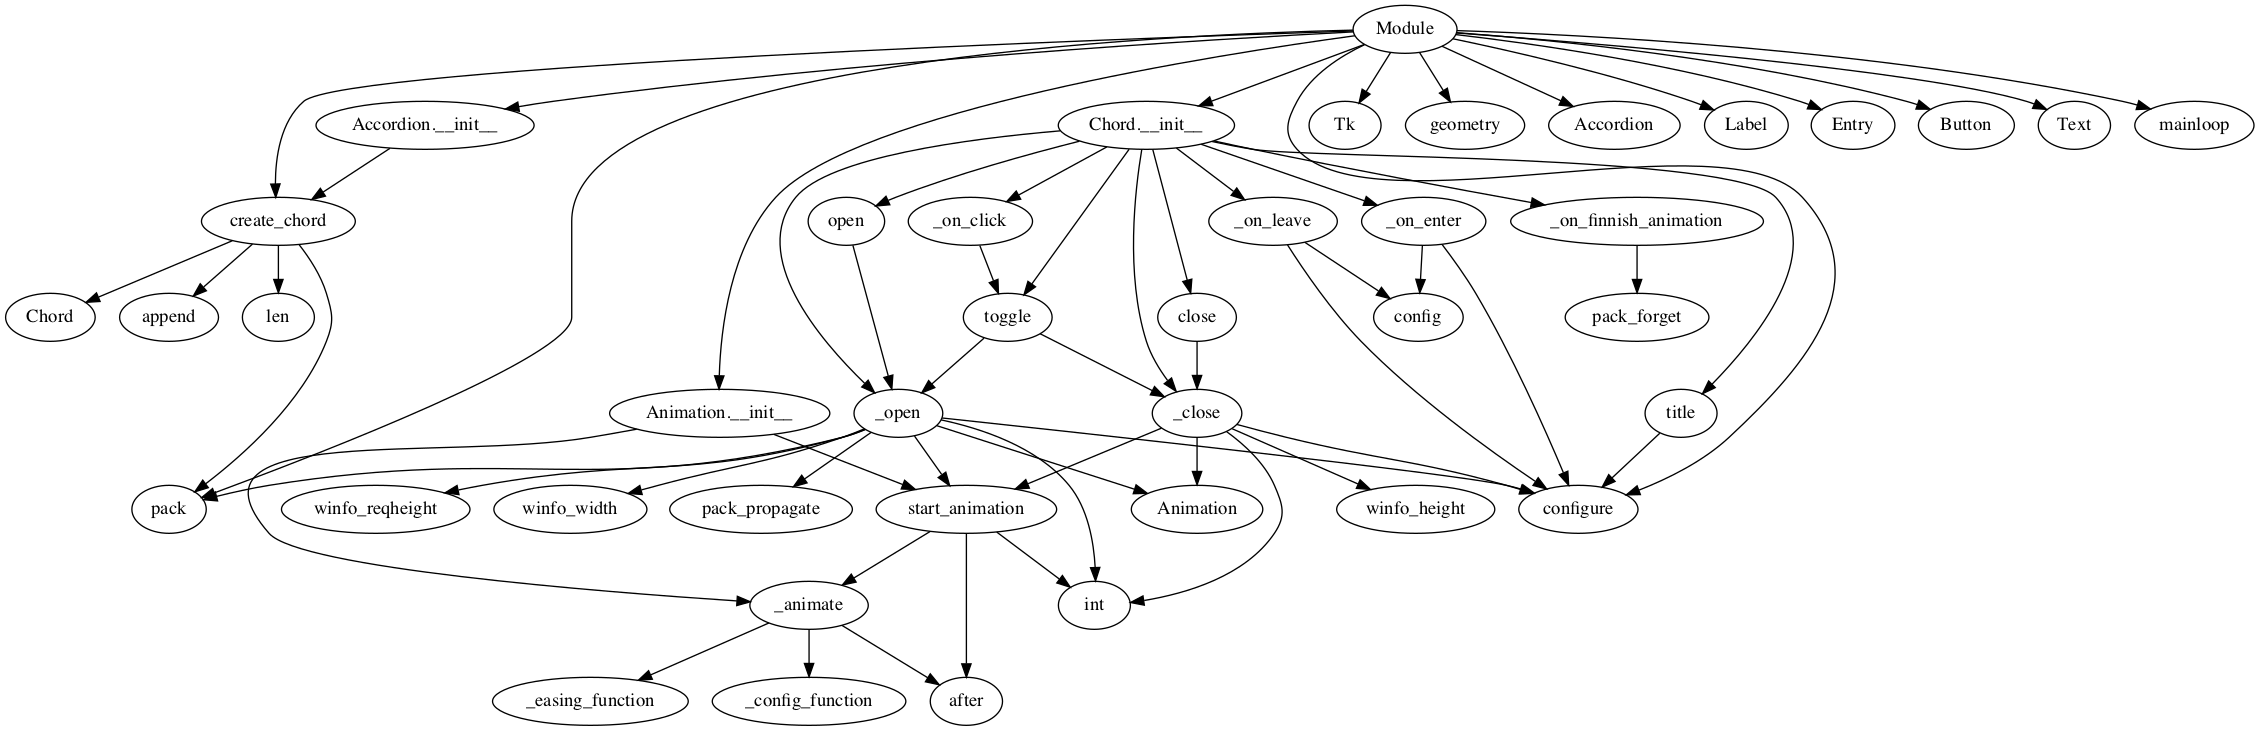 Module
Accordion.__init__
Chord.__init__
Tk
geometry
Accordion
Label
Entry
Button
Text
mainloop
create_chord
open
_on_click
_on_leave
_on_enter
_on_finnish_animation
Chord
append
len
toggle
close
config
pack_forget
Animation.__init__
_open
_close
title
pack
winfo_reqheight
winfo_width
pack_propagate
start_animation
Animation
winfo_height
configure
_animate
int
_easing_function
_config_function
after